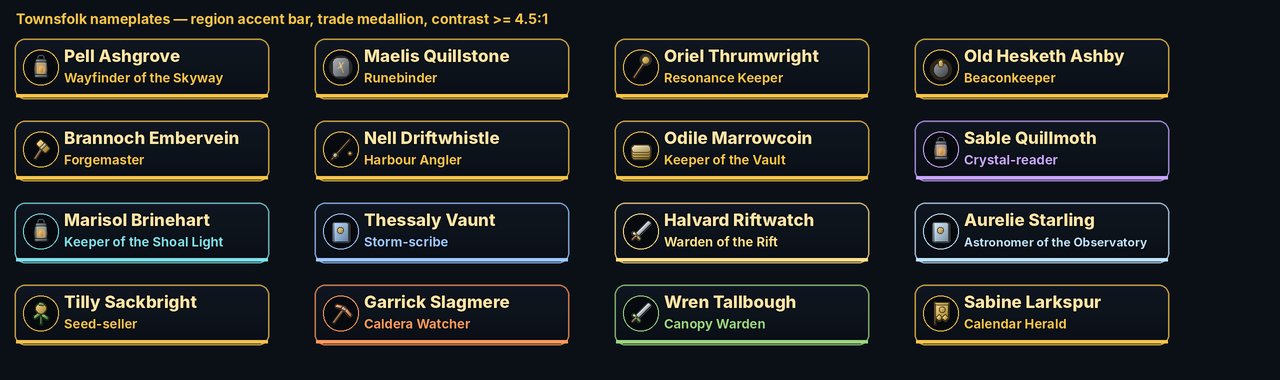 Townsfolk nameplates — region accent bar, trade medallion, contrast >= 4.5:1
Pell Ashgrove
Wayfinder of the Skyway
Maelis Quillstone
Runebinder
Oriel Thrumwright
Resonance Keeper
Old Hesketh Ashby
Beaconkeeper
Brannoch Embervein
Forgemaster
Nell Driftwhistle
Harbour Angler
Odile Marrowcoin
Keeper of the Vault
Sable Quillmoth
Crystal-reader
Marisol Brinehart
Keeper of the Shoal Light
Thessaly Vaunt
Storm-scribe
Halvard Riftwatch
Warden of the Rift
Aurelie Starling
Astronomer of the Observatory
Tilly Sackbright
Seed-seller
Garrick Slagmere
Caldera Watcher
Wren Tallbough
Canopy Warden
Sabine Larkspur
Calendar Herald